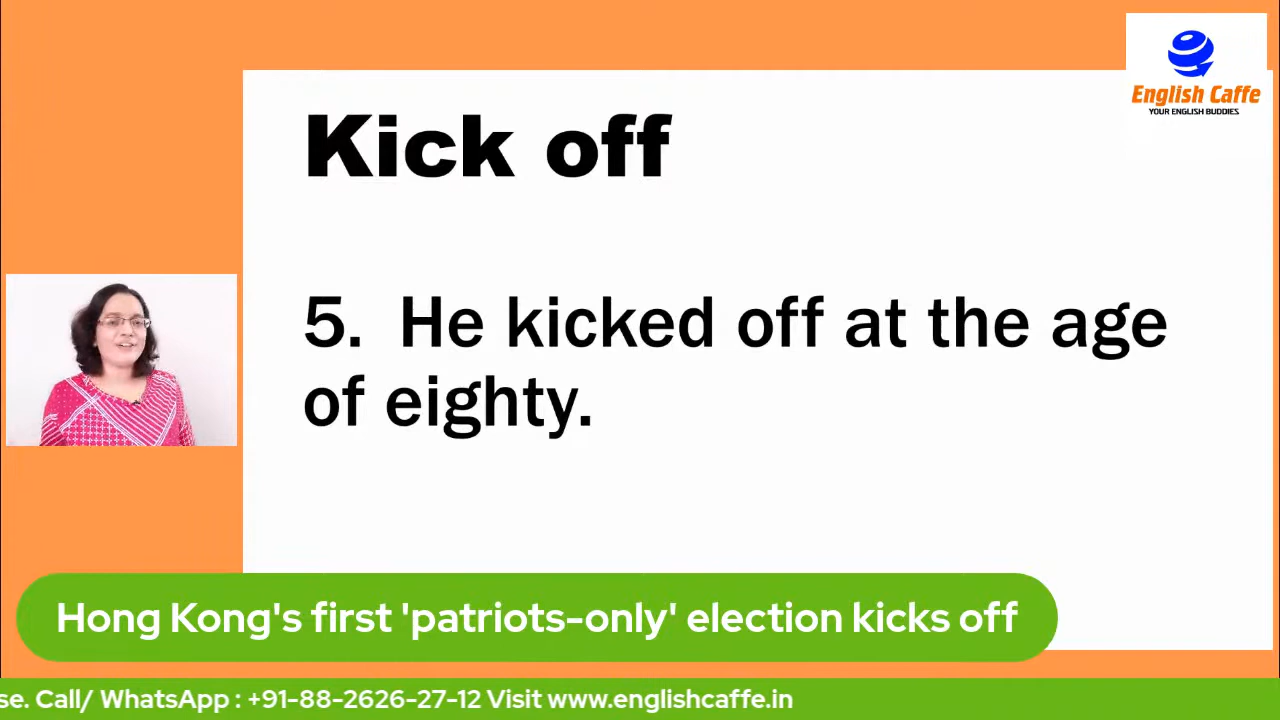 English Caffe
YOUR ENGLISH BUDDIES
Kick off
5. He kicked off at the age
of eighty.
Hong Kong's first 'patriots-only' election kicks off
se. Call/ WhatsApp : +91-88-2626-27-12 Visit www.englishcaffe.in